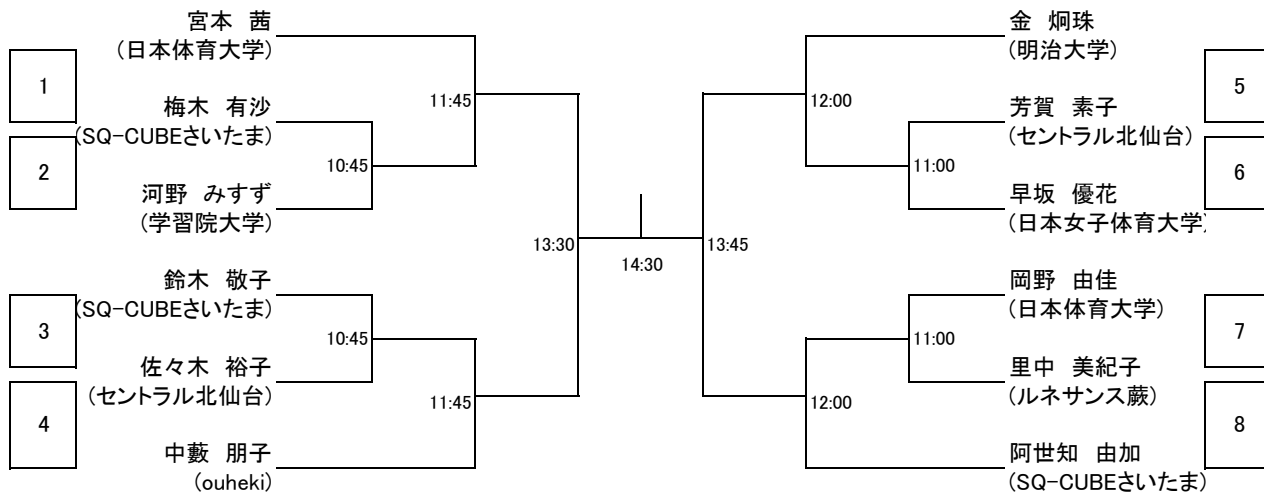 宮本 茜
(日本体育大学)
1
11:45
梅木 有沙
(SQ-CUBEさいたま)
2
10:45
河野 みすず
(学習院大学)
13:30
鈴木 敬子
(SQ-CUBEさいたま)
3
10:45
佐々木 裕子
(セントラル北仙台)
4
11:45
中藪 朋子
(ouheki)
14:30
金 炯珠
(明治大学)
5
12:00
芳賀 素子
(セントラル北仙台)
6
11:00
早坂 優花
(日本女子体育大学)
13:45
岡野 由佳
(日本体育大学)
7
11:00
里中 美紀子
(ルネサンス蕨)
8
12:00
阿世知 由加
(SQ-CUBEさいたま)